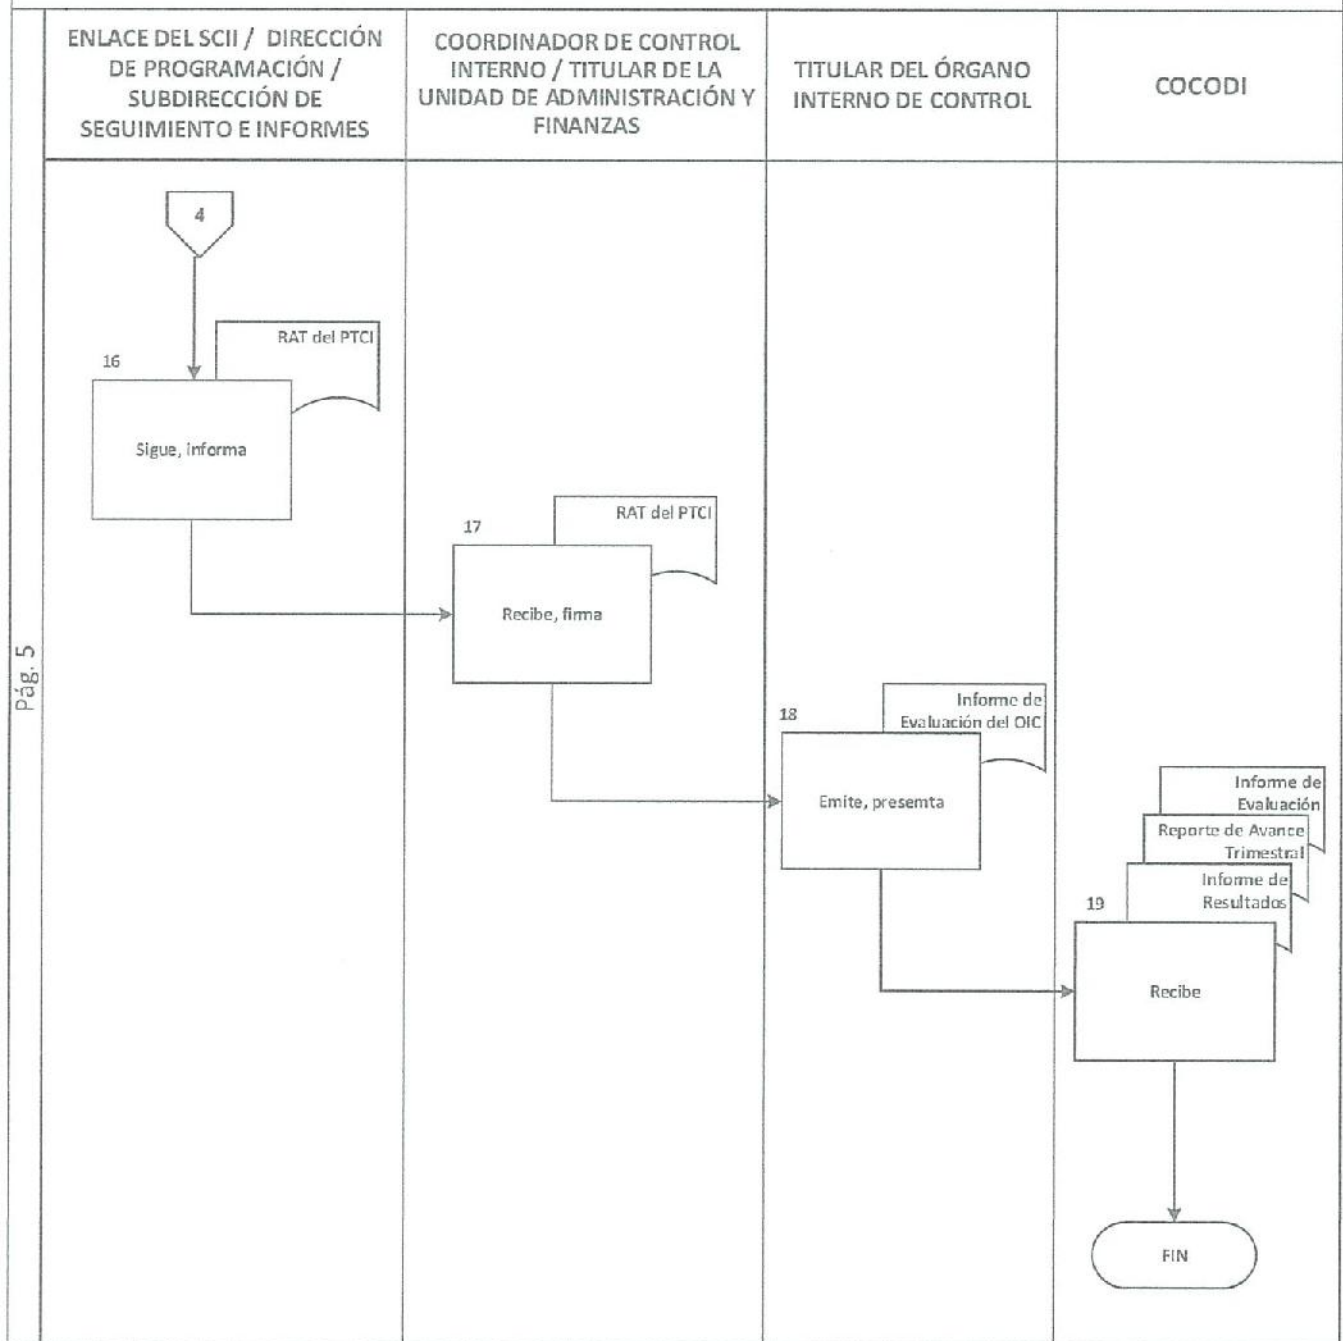 ENLACE DEL SCII / DIRECCIÓN
DE PROGRAMACIÓN /
SUBDIRECCIÓN DE
SEGUIMIENTO E INFORMES
COORDINADOR DE CONTROL
INTERNO / TITULAR DE LA
UNIDAD DE ADMINISTRACIÓN Y
FINANZAS
TITULAR DEL ÓRGANO
INTERNO DE CONTROL
COCODI
Pág. 5
4
RAT del PTCI
16
Sigue, informa
RAT del PTCI
17
Recibe, firma
Informe de
Evaluación del OIC
18
Emite, presemta
Informe de
Evaluación
Reporte de Avance
Trimestral
Informe de
Resultados
19
Recibe
FIN